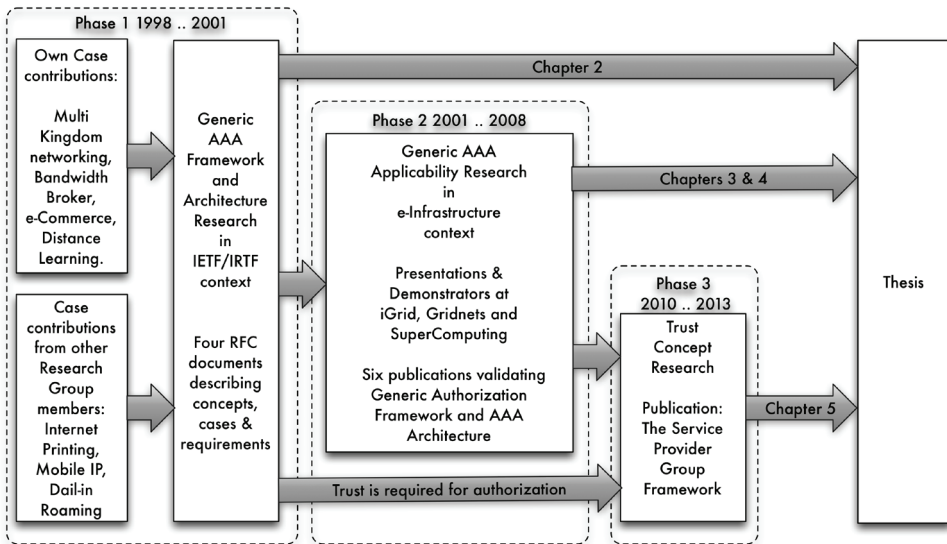 Phase 1 1998 .. 2001
Own Case
contributions:
Multi
Kingdom
networking,
Bandwidth
Broker,
e-Commerce,
Distance
Learning.
Case
contributions
from other
Research
Group
members:
Internet
Printing,
Mobile IP,
Dail-in
Roaming
Generic
AAA
Framework
and
Architecture
Research
in
IETF/IRTF
context
Four RFC
documents
describing
concepts,
cases &
requirements
Chapter 2
Phase 2 2001 .. 2008
Generic AAA
Applicability Research
in
e-Infrastructure
context
Presentations &
Demonstrators at
iGrid, Gridnets and
SuperComputing
Six publications validating
Generic Authorization
Framework and AAA
Architecture
Chapters 3 & 4
Trust is required for authorization
Phase 3
2010 .. 2013
Trust
Concept
Research
Publication:
The Service
Provider
Group
Framework
Chapter 5
Thesis